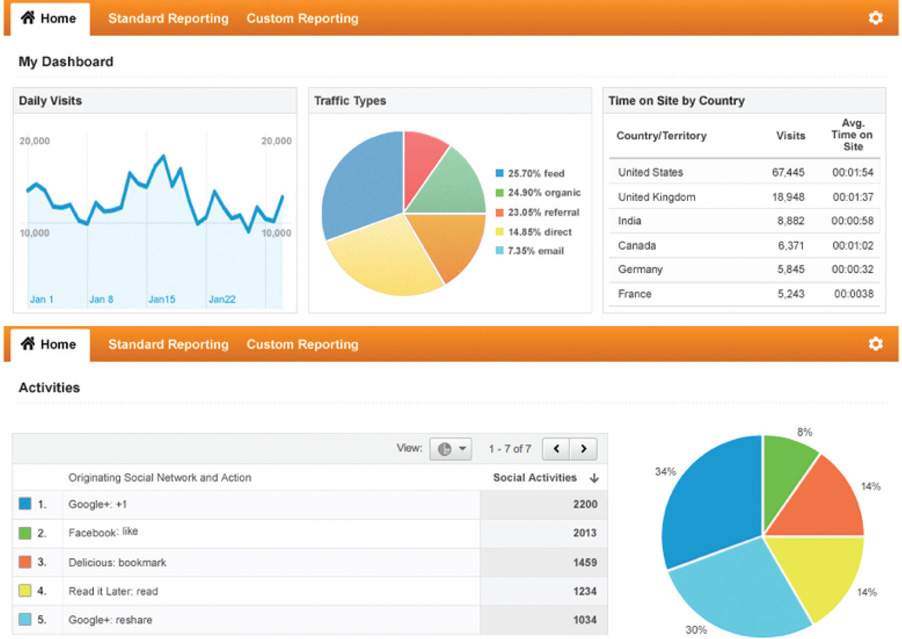 Home Standard Reporting Custom Reporting
My Dashboard
Daily Visits
20,000 20,000
10,000 10,000
Jan 1 Jan 8 Jan15 Jan22
Traffic Types
25.70% feed
24.90% organic
23.05% referral
14.85% direct
7.35% email
Time on Site by Country
Country/Territory Visits Avg. Time on Site
United States 67,445 00:01:54
United Kingdom 18,948 00:01:37
India 8,882 00:00:58
Canada 6,371 00:01:02
Germany 5,845 00:00:32
France 5,243 00:0038
Home Standard Reporting Custom Reporting
Activities
View: 1 - 7 of 7
Originating Social Network and Action Social Activities
1. Google+: +1 2200
2. Facebook: like 2013
3. Delicious: bookmark 1459
4. Read it Later: read 1234
5. Google+: reshare 1034
8%
34%
14%
14%
30%